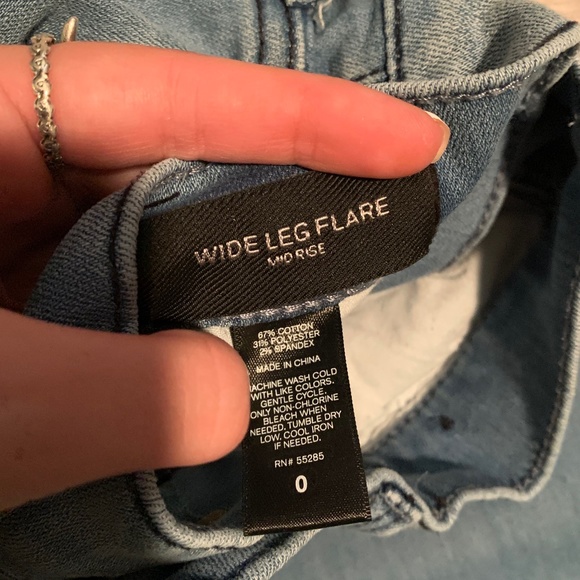 WIDE LEG FLARE
MID RISE
67% COTTON
31% POLYESTER
2% SPANDEX
MADE IN CHINA
ACHINE WASH COLD
WITH LIKE COLORS.
GENTLE CYCLE.
ONLY NON-CHLORINE
BLEACH WHEN
NEEDED. TUMBLE DRY
LOW, COOL IRON
IF NEEDED.
RN# 55285
0